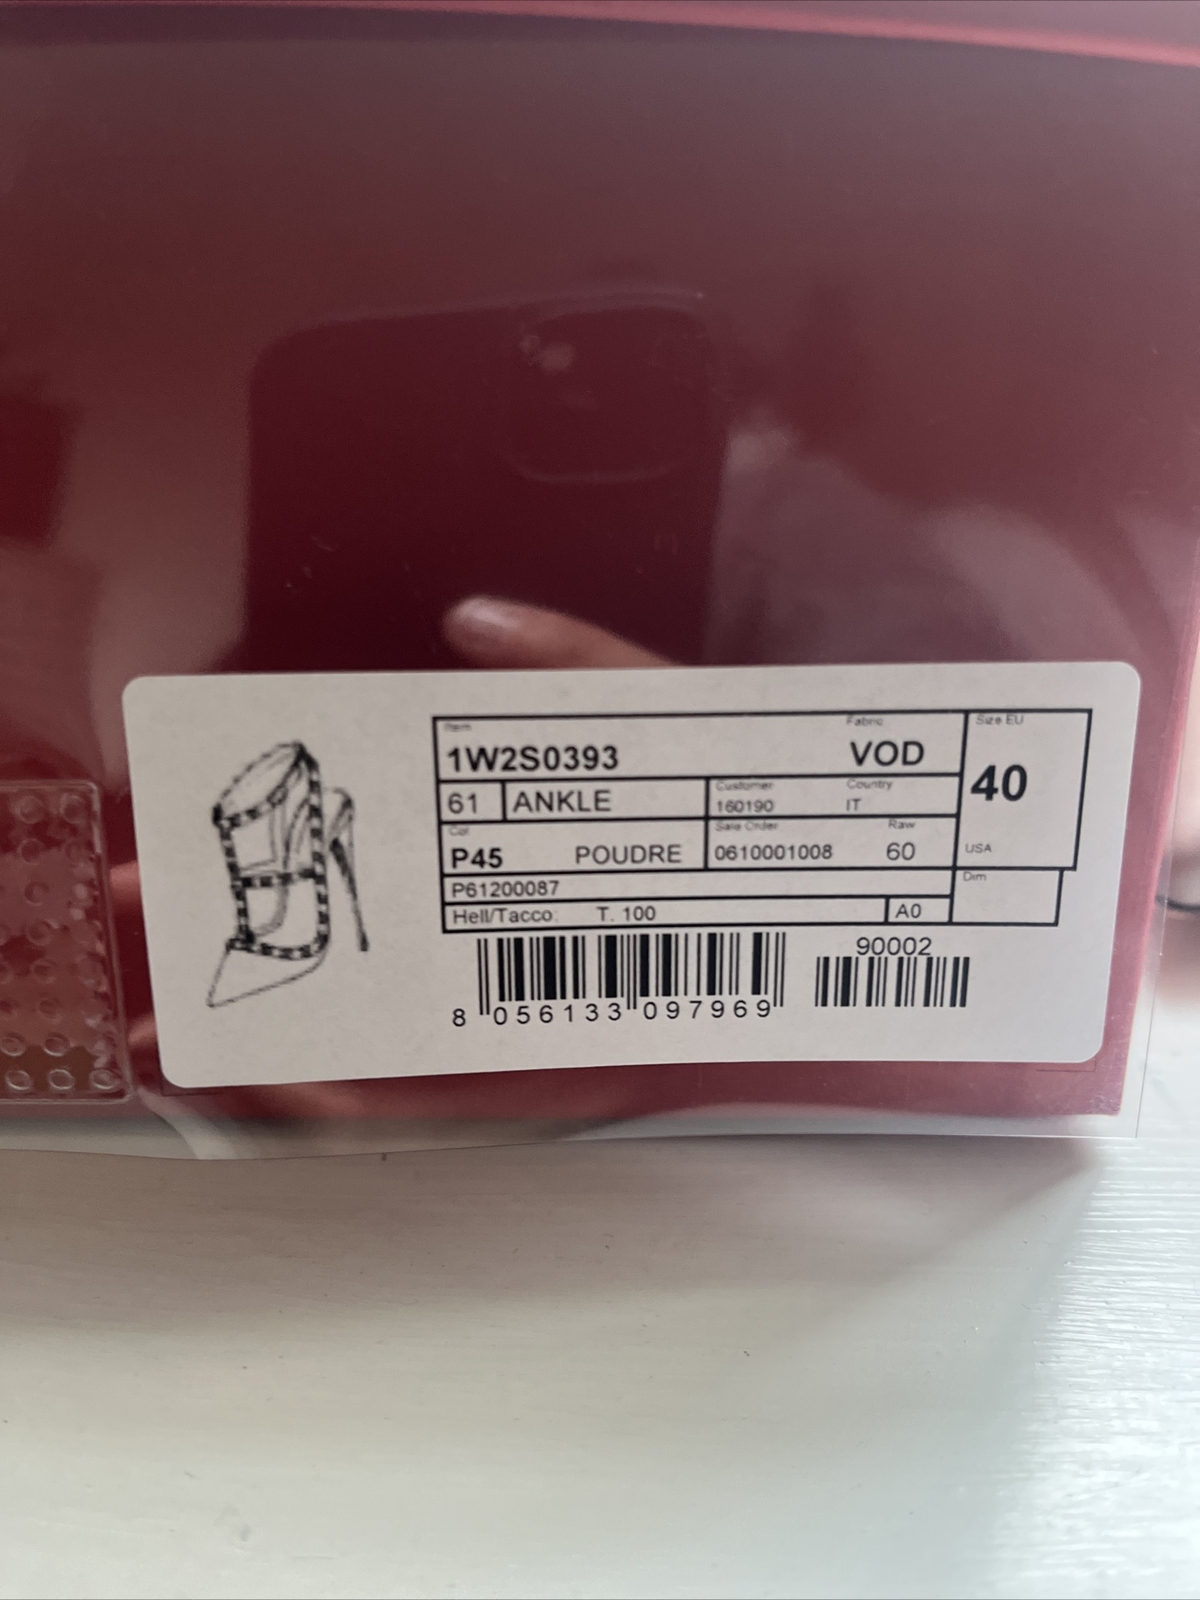 Item
Fabric
Size EU
1W2S0393
VOD
40
61
ANKLE
Customer
Country
160190
IT
Col
Sale Order
Raw
P45
POUDRE
0610001008
60
USA
P61200087
Dim
Hell/Tacco:
T. 100
A0
90002
8 056133 097969